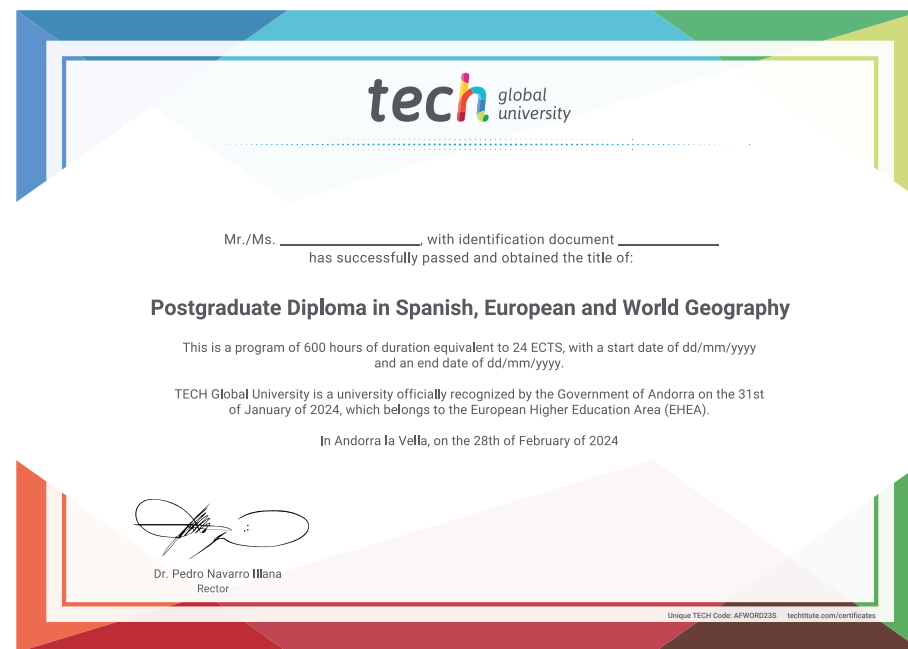 tech global university
Mr./Ms. ____________, with identification document ____________
has successfully passed and obtained the title of:
Postgraduate Diploma in Spanish, European and World Geography
This is a program of 600 hours of duration equivalent to 24 ECTS, with a start date of dd/mm/yyyy
and an end date of dd/mm/yyyy.
TECH Global University is a university officially recognized by the Government of Andorra on the 31st
of January of 2024, which belongs to the European Higher Education Area (EHEA).
In Andorra la Vella, on the 28th of February of 2024
Dr. Pedro Navarro Illana
Rector
Unique TECH Code: AFWORD23S techtitute.com/certificates